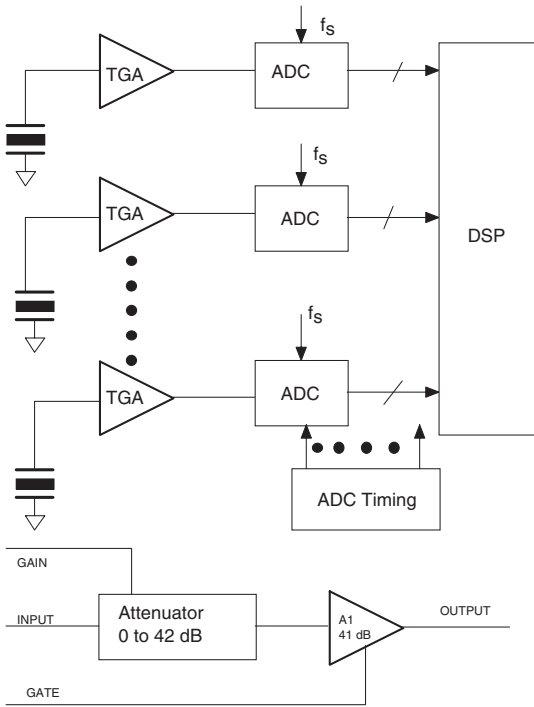 fs
TGA
ADC
fs
TGA
ADC
DSP
fs
TGA
ADC
ADC Timing
GAIN
INPUT
Attenuator
0 to 42 dB
A1
41 dB
OUTPUT
GATE